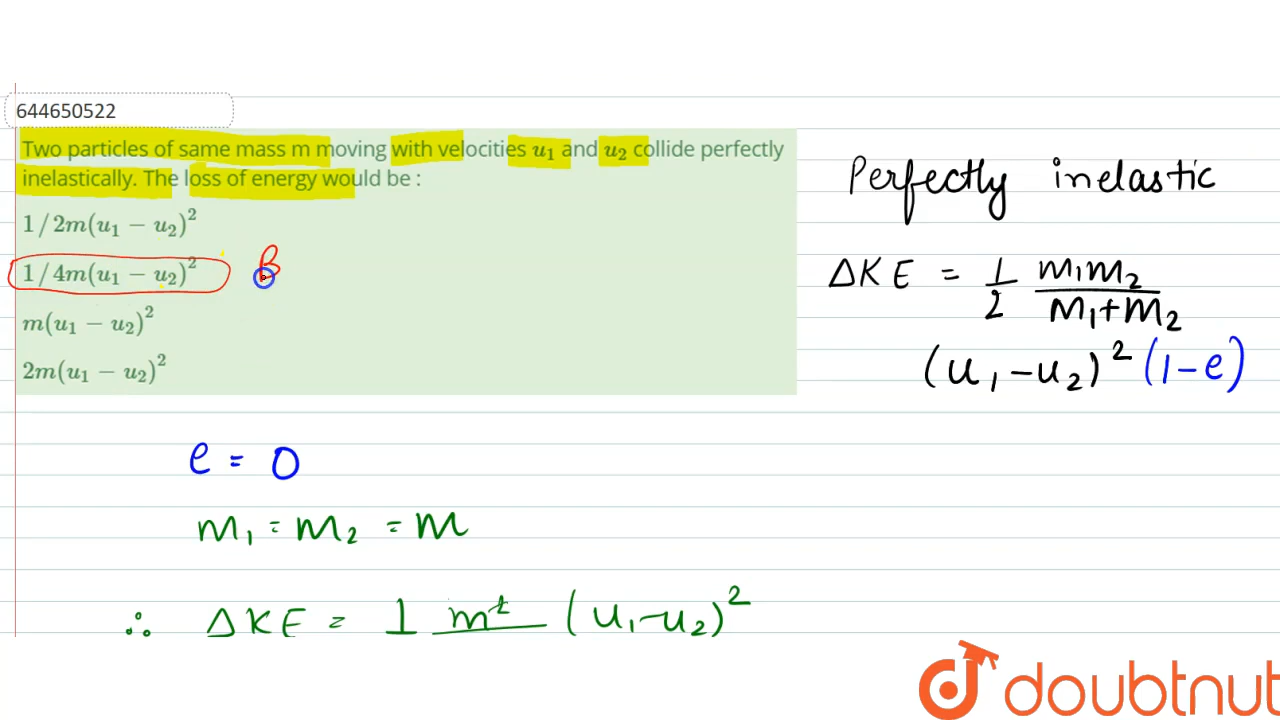 644650522
Two particles of same mass m moving with velocities u₁ and u₂ collide perfectly
inelastically. The loss of energy would be :
1/2m(u₁ − u₂)²
1/4m(u₁ − u₂)² B
m(u₁ − u₂)²
2m(u₁ − u₂)²
Perfectly inelastic
ΔKE = 1/2 m₁m₂/m₁+m₂
(u₁−u₂)² (1−e)
e = 0
m₁ = m₂ = m
∴ ΔKE = 1 m² (u₁−u₂)²
doubtnut